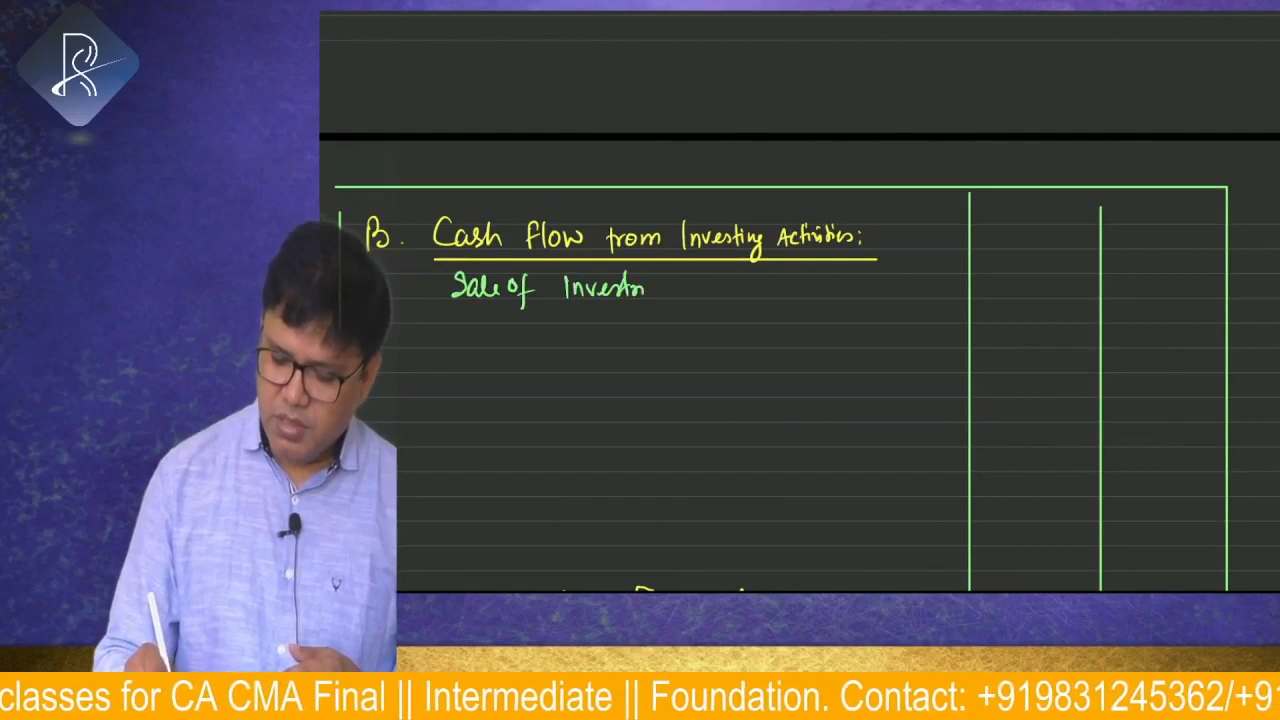 B. Cash flow from Investing Activities:
Sale of Investm
classes for CA CMA Final || Intermediate || Foundation. Contact: +919831245362/+91